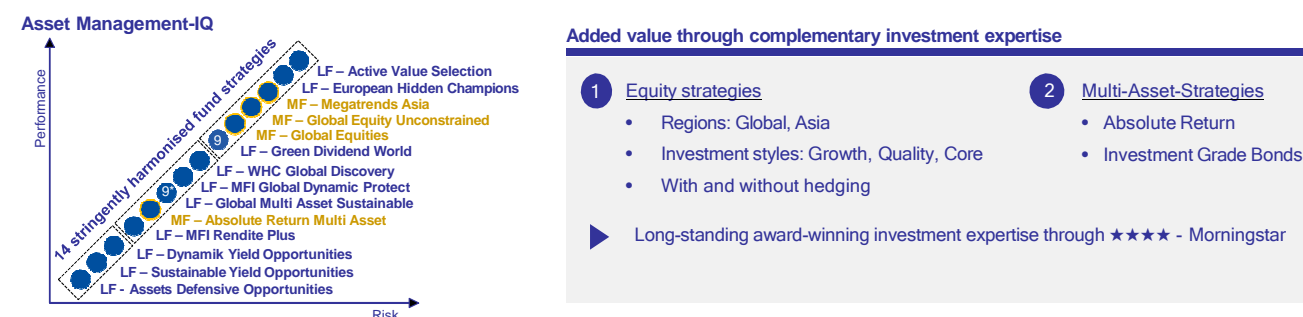 Asset Management-IQ
Performance
14 stringently harmonised fund strategies
LF – Active Value Selection
LF – European Hidden Champions
MF – Megatrends Asia
MF – Global Equity Unconstrained
MF – Global Equities
9
LF – Green Dividend World
LF – WHC Global Discovery
9*
LF – MFI Global Dynamic Protect
LF – Global Multi Asset Sustainable
MF – Absolute Return Multi Asset
LF – MFI Rendite Plus
LF – Dynamik Yield Opportunities
LF – Sustainable Yield Opportunities
LF - Assets Defensive Opportunities
Risk
Added value through complementary investment expertise
1 Equity strategies
• Regions: Global, Asia
• Investment styles: Growth, Quality, Core
• With and without hedging
2 Multi-Asset-Strategies
• Absolute Return
• Investment Grade Bonds
Long-standing award-winning investment expertise through ★★★★ - Morningstar